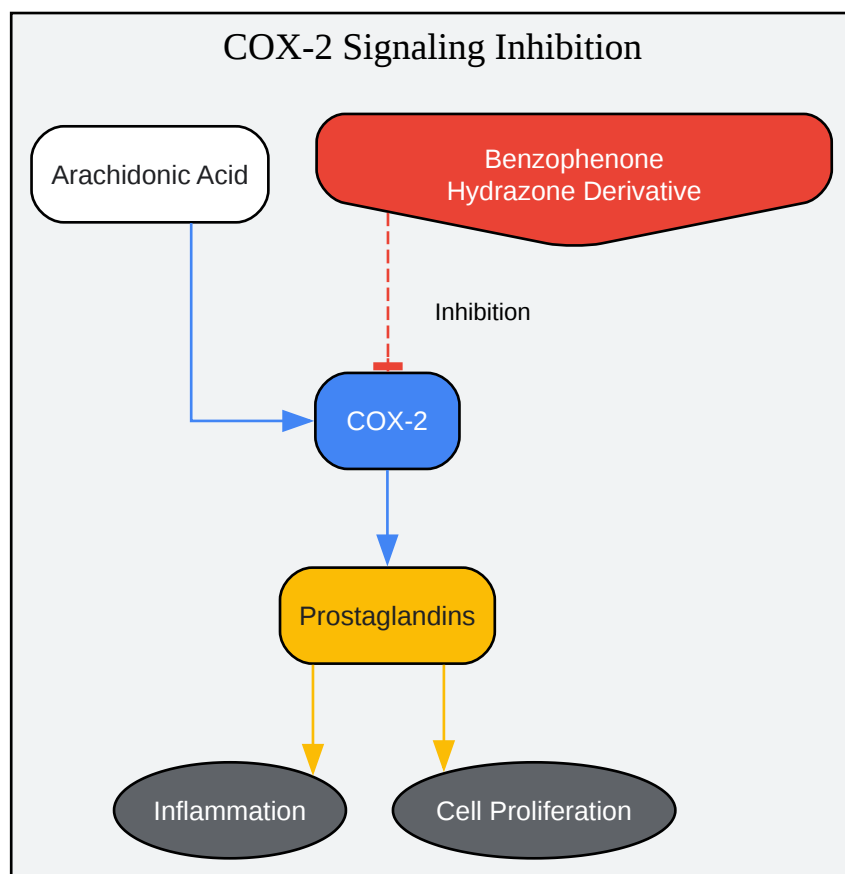 COX-2 Signaling Inhibition
Arachidonic Acid
Benzophenone
Hydrazone Derivative
Inhibition
COX-2
Prostaglandins
Inflammation
Cell Proliferation